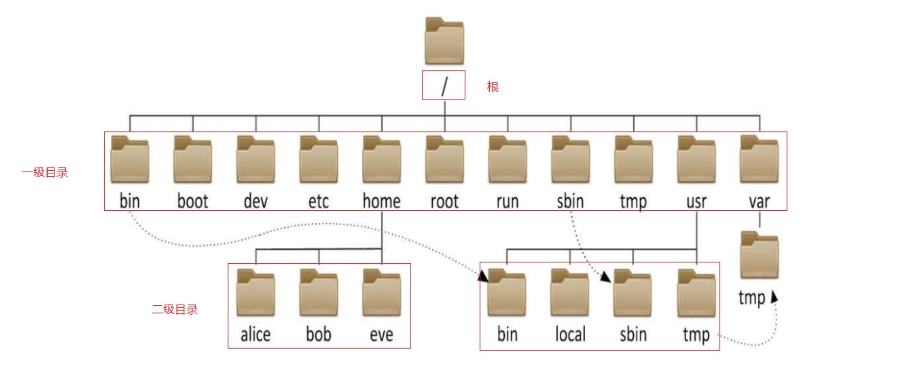 /
根
一级目录
bin boot dev etc home root run sbin tmp usr var
tmp
二级目录
alice bob eve bin local sbin tmp